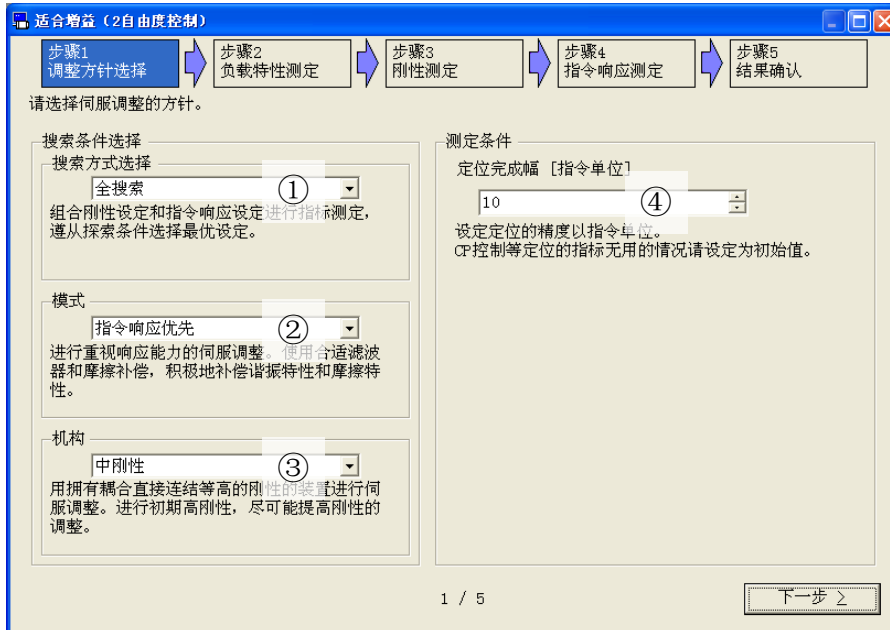 适合增益（2自由度控制）
步骤1
调整方针选择
步骤2
负载特性测定
步骤3
刚性测定
步骤4
指令响应测定
步骤5
结果确认
请选择伺服调整的方针。
搜索条件选择
搜索方式选择
全搜索 ①
组合刚性设定和指令响应设定进行指标测定，
遵从探索条件选择最优设定。
模式
指令响应优先 ②
进行重视响应能力的伺服调整。使用合适滤波
器和摩擦补偿，积极地补偿谐振特性和摩擦特
性。
机构
中刚性 ③
用拥有耦合直接连结等高的刚性的装置进行伺
服调整。进行初期高刚性，尽可能提高刚性的
调整。
测定条件
定位完成幅 [指令单位]
10 ④
设定定位的精度以指令单位。
CP控制等定位的指标无用的情况请设定为初始值。
1 / 5
下一步 >